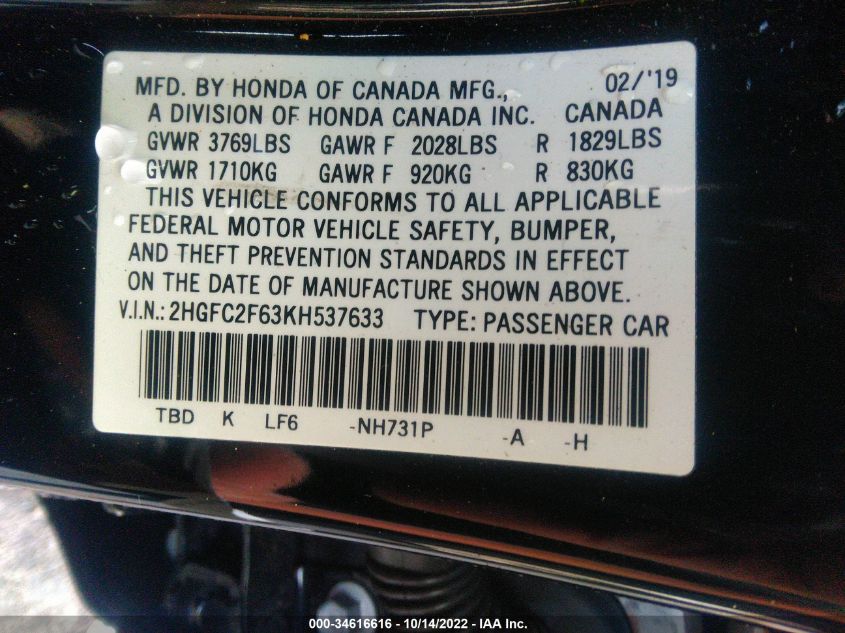 MFD. BY HONDA OF CANADA MFG., 02/'19
A DIVISION OF HONDA CANADA INC. CANADA
GVWR 3769LBS GAWR F 2028LBS R 1829LBS
GVWR 1710KG GAWR F 920KG R 830KG
THIS VEHICLE CONFORMS TO ALL APPLICABLE
FEDERAL MOTOR VEHICLE SAFETY, BUMPER,
AND THEFT PREVENTION STANDARDS IN EFFECT
ON THE DATE OF MANUFACTURE SHOWN ABOVE.
V.I.N.: 2HGFC2F63KH537633 TYPE: PASSENGER CAR
TBD K LF6 -NH731P -A -H
000-34616616 - 10/14/2022 - IAA Inc.